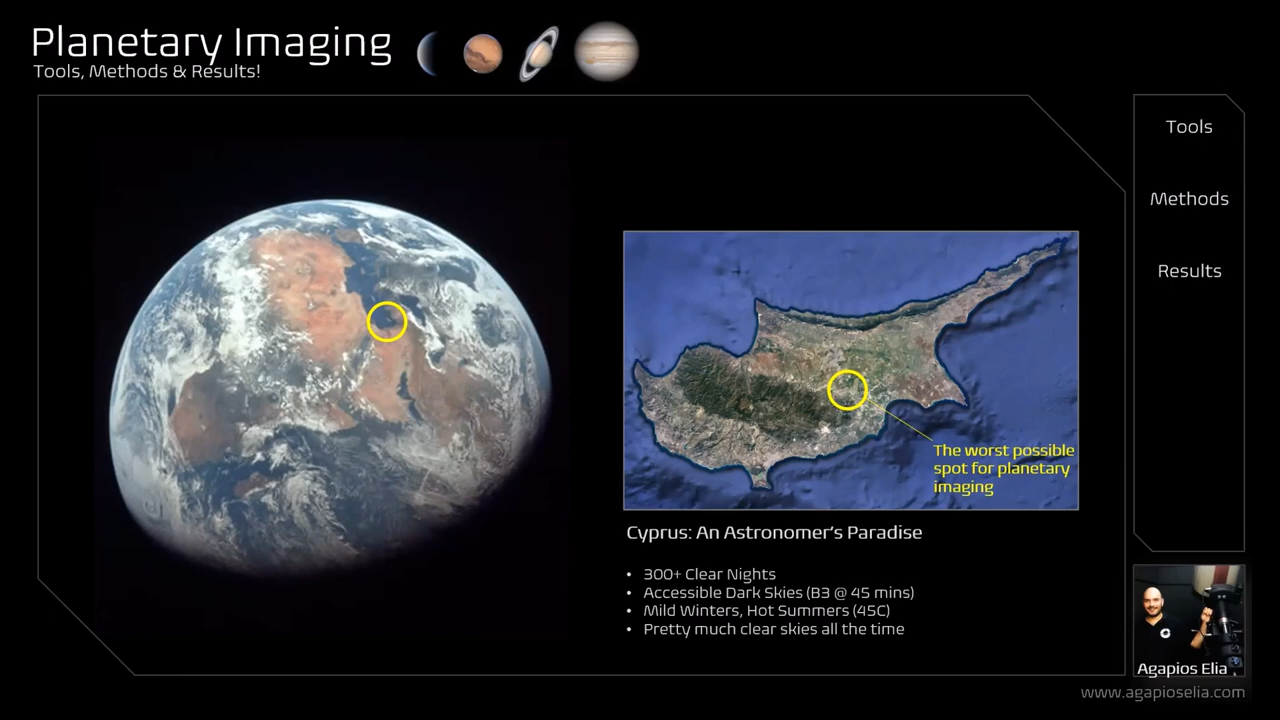 Planetary Imaging
Tools, Methods & Results!
Tools
Methods
Results
The worst possible
spot for planetary
imaging
Cyprus: An Astronomer's Paradise
• 300+ Clear Nights
• Accessible Dark Skies (B3 @ 45 mins)
• Mild Winters, Hot Summers (45C)
• Pretty much clear skies all the time
Agapios Elia
www.agapioselia.com